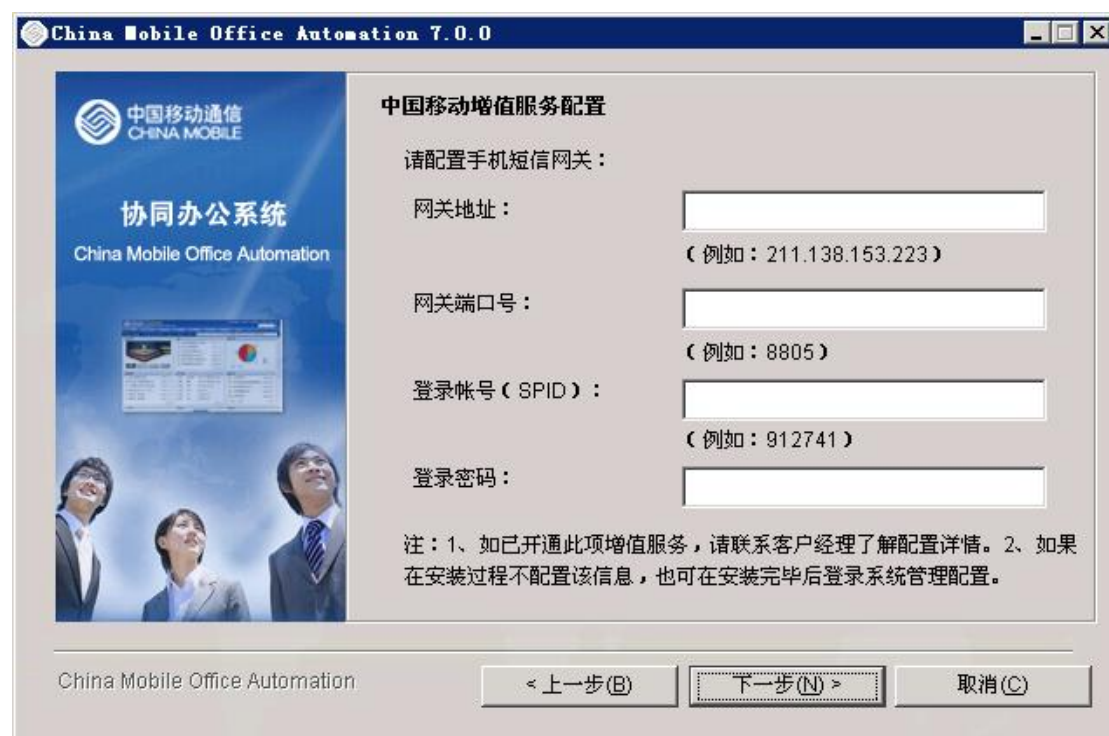 China Mobile Office Automation 7.0.0
中国移动通信
CHINA MOBILE
协同办公系统
China Mobile Office Automation
中国移动增值服务配置
请配置手机短信网关：
网关地址：
（例如：211.138.153.223）
网关端口号：
（例如：8805）
登录帐号（SPID）：
（例如：912741）
登录密码：
注：1、如已开通此项增值服务，请联系客户经理了解配置详情。2、如果
在安装过程不配置该信息，也可在安装完毕后登录系统管理配置。
China Mobile Office Automation
<上一步(B)
下一步(N)>
取消(C)